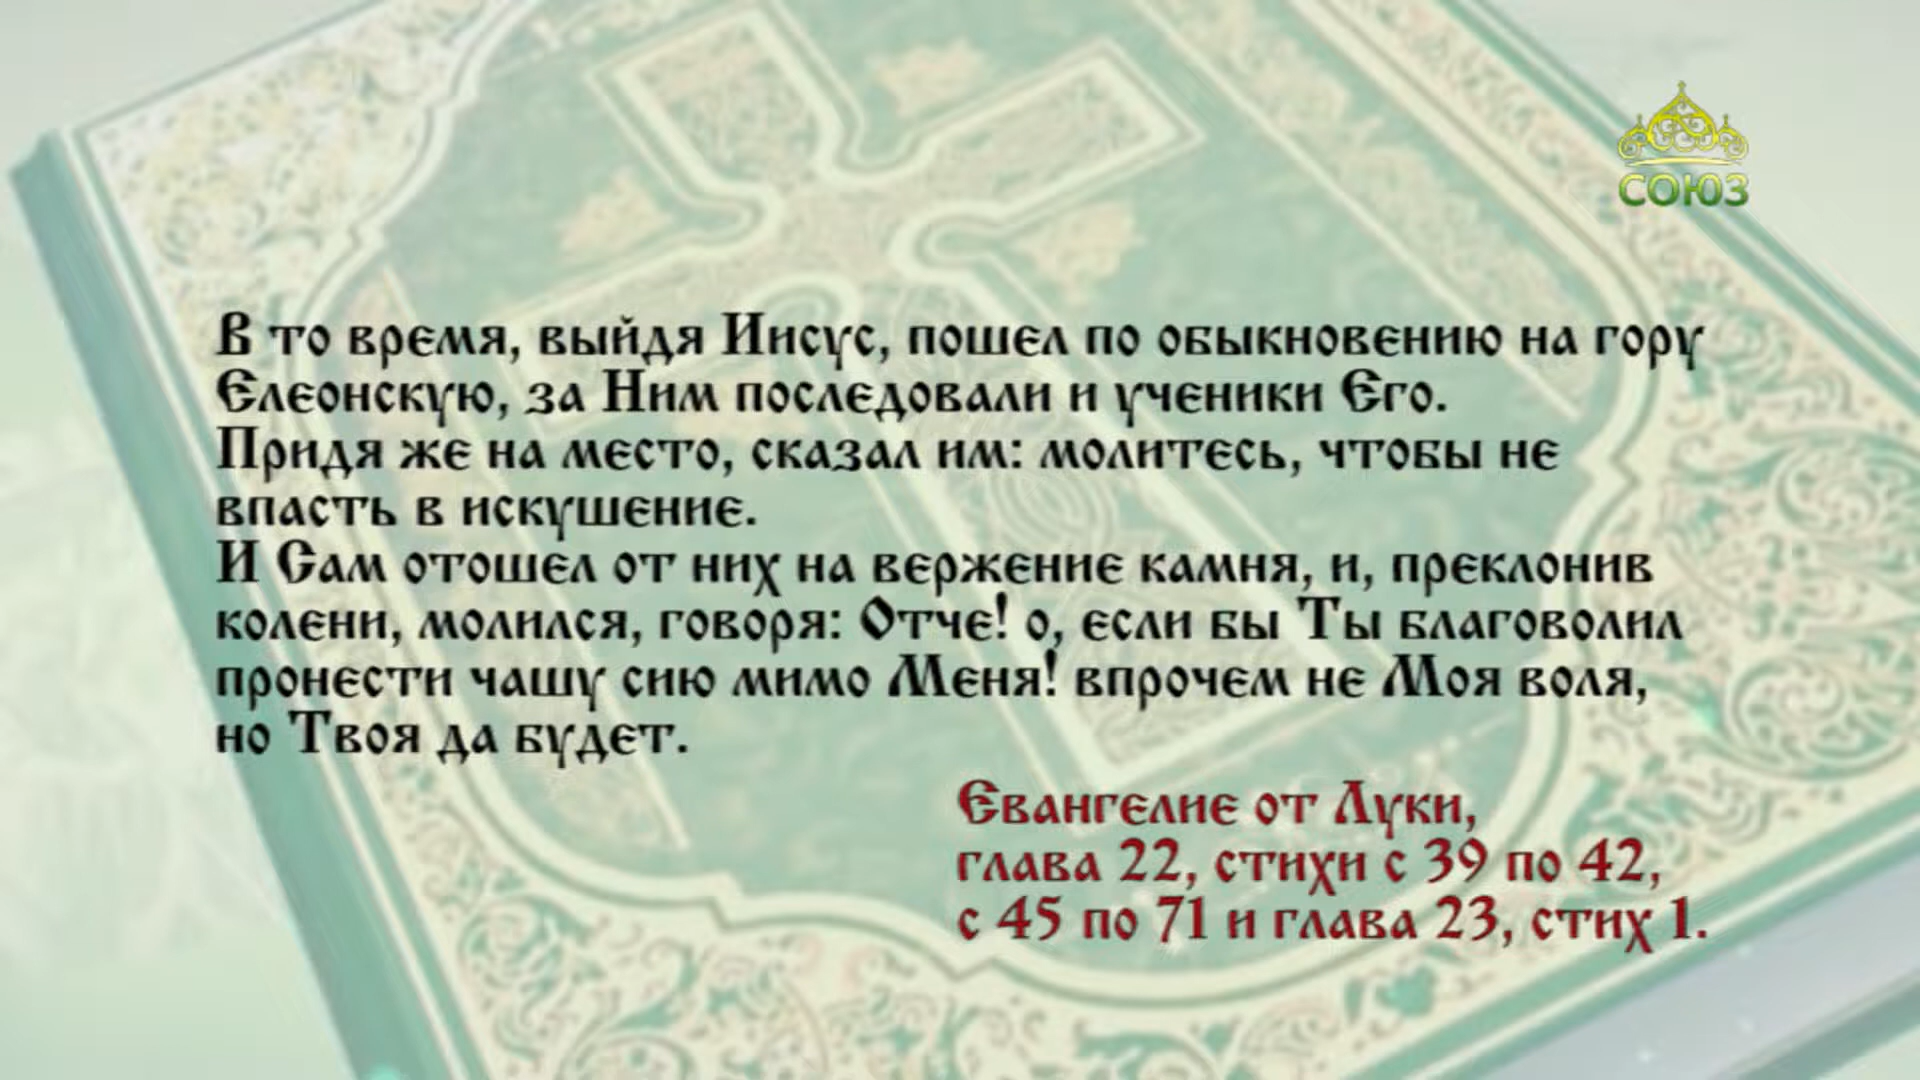 СОЮЗ
В то время, выйдя Иисус, пошел по обыкновению на гору
Елеонскую, за Ним последовали и ученики Его.
Придя же на место, сказал им: молитесь, чтобы не
впасть в искушение.
И Сам отошел от них на вержение камня, и, преклонив
колени, молился, говоря: Отче! о, если бы Ты благоволил
пронести чашу сию мимо Меня! впрочем не Моя воля,
но Твоя да будет.
Евангелие от Луки,
глава 22, стихи с 39 по 42,
с 45 по 71 и глава 23, стих 1.